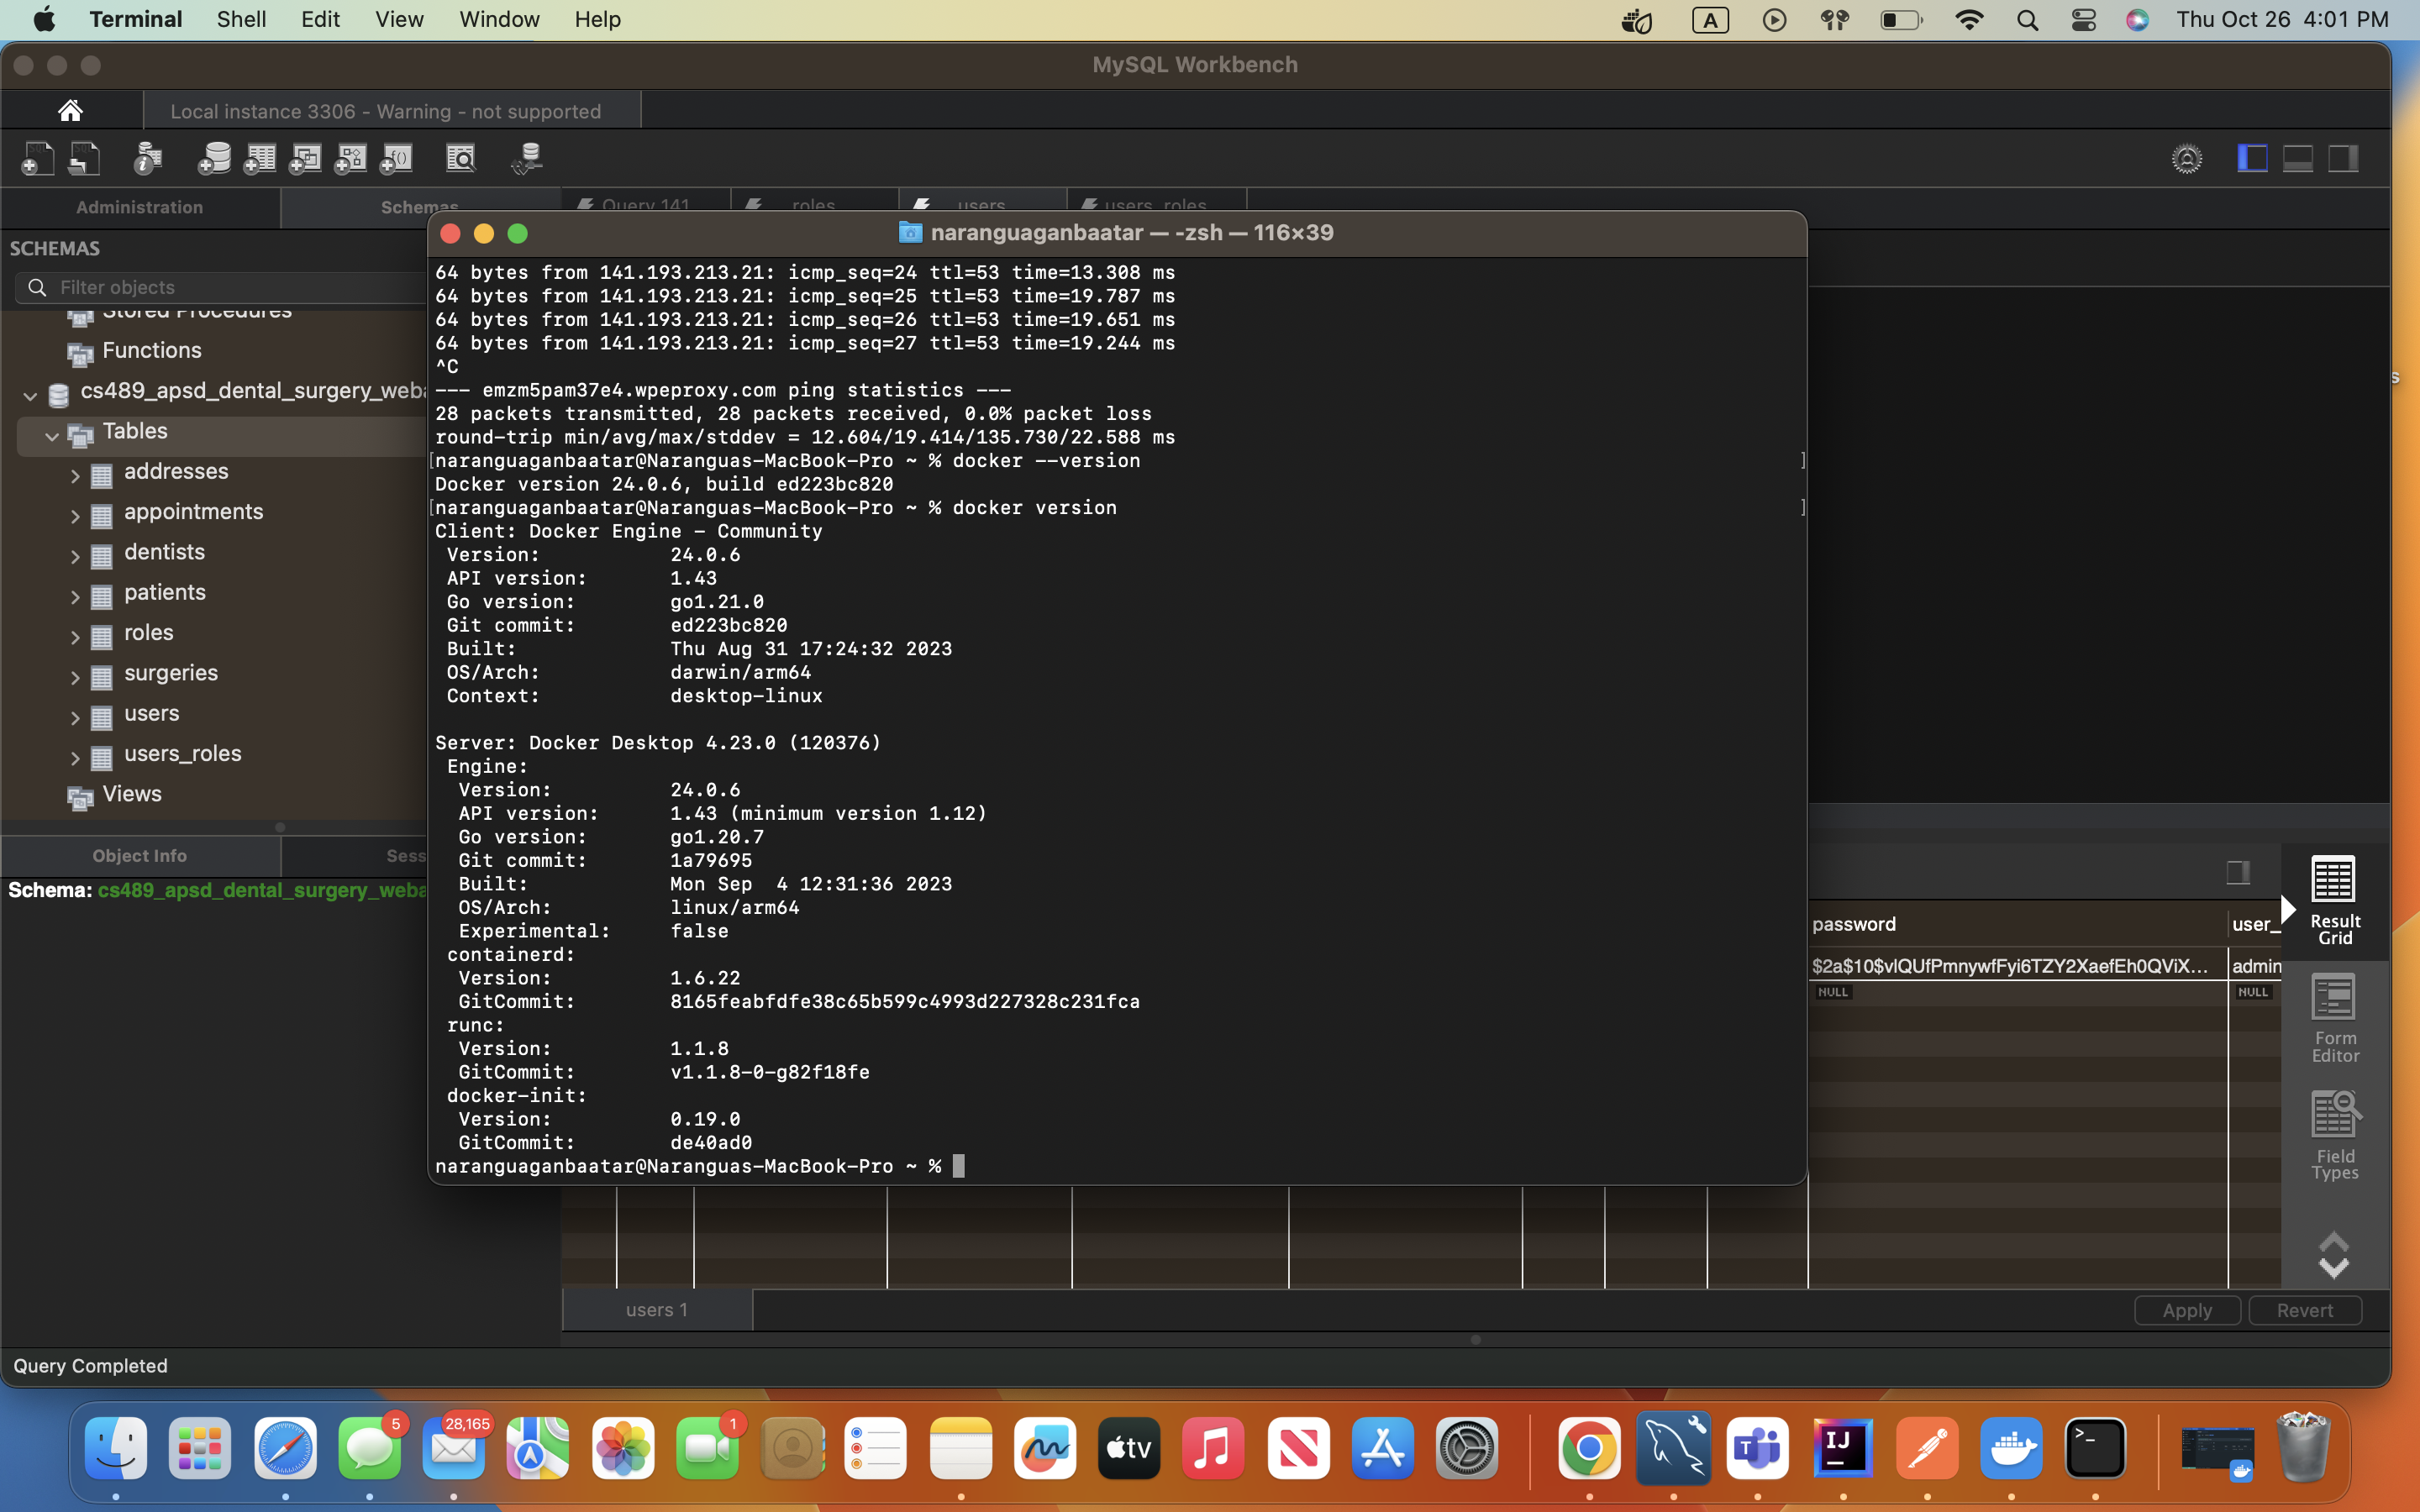 Terminal Shell Edit View Window Help
A
Thu Oct 26 4:01 PM
MySQL Workbench
Local instance 3306 - Warning - not supported
Administration
Schemas
Query 141
roles
users
users_roles
SCHEMAS
Filter objects
Stored Procedures
Functions
cs489_apsd_dental_surgery_weba
Tables
addresses
appointments
dentists
patients
roles
surgeries
users
users_roles
Views
Object Info
Sess
Schema: cs489_apsd_dental_surgery_weba
naranguaganbaatar — -zsh — 116×39
64 bytes from 141.193.213.21: icmp_seq=24 ttl=53 time=13.308 ms
64 bytes from 141.193.213.21: icmp_seq=25 ttl=53 time=19.787 ms
64 bytes from 141.193.213.21: icmp_seq=26 ttl=53 time=19.651 ms
64 bytes from 141.193.213.21: icmp_seq=27 ttl=53 time=19.244 ms
^C
--- emzm5pam37e4.wpeproxy.com ping statistics ---
28 packets transmitted, 28 packets received, 0.0% packet loss
round-trip min/avg/max/stddev = 12.604/19.414/135.730/22.588 ms
[naranguaganbaatar@Naranguas-MacBook-Pro ~ % docker --version ]
Docker version 24.0.6, build ed223bc820
[naranguaganbaatar@Naranguas-MacBook-Pro ~ % docker version ]
Client: Docker Engine - Community
Version: 24.0.6
API version: 1.43
Go version: go1.21.0
Git commit: ed223bc820
Built: Thu Aug 31 17:24:32 2023
OS/Arch: darwin/arm64
Context: desktop-linux
Server: Docker Desktop 4.23.0 (120376)
Engine:
Version: 24.0.6
API version: 1.43 (minimum version 1.12)
Go version: go1.20.7
Git commit: 1a79695
Built: Mon Sep  4 12:31:36 2023
OS/Arch: linux/arm64
Experimental: false
containerd:
Version: 1.6.22
GitCommit: 8165feabfdfe38c65b599c4993d227328c231fca
runc:
Version: 1.1.8
GitCommit: v1.1.8-0-g82f18fe
docker-init:
Version: 0.19.0
GitCommit: de40ad0
naranguaganbaatar@Naranguas-MacBook-Pro ~ %
s
password
user_
$2a$10$vlQUfPmnywfFyi6TZY2XaefEh0QViX...
admin
NULL
NULL
Result
Grid
Form
Editor
Field
Types
users 1
Apply
Revert
Query Completed
5
28,165
1
tv
T
IJ
>_